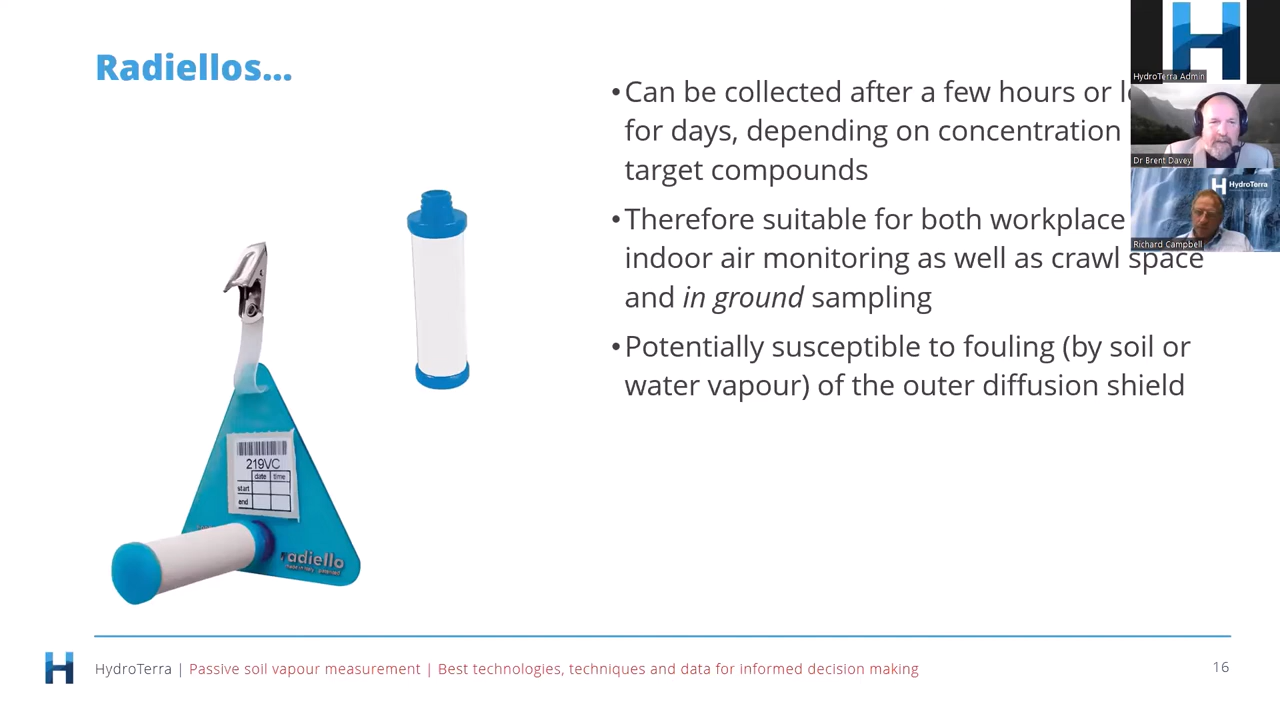 Radiellos...
•Can be collected after a few hours or
for days, depending on concentration
target compounds
•Therefore suitable for both workplace
indoor air monitoring as well as crawl space
and in ground sampling
•Potentially susceptible to fouling (by soil or
water vapour) of the outer diffusion shield
219VC
date time
start
end
radiello
HydroTerra Admin
Dr Brent Davey
HydroTerra
Richard Campbell
HydroTerra | Passive soil vapour measurement | Best technologies, techniques and data for informed decision making
16